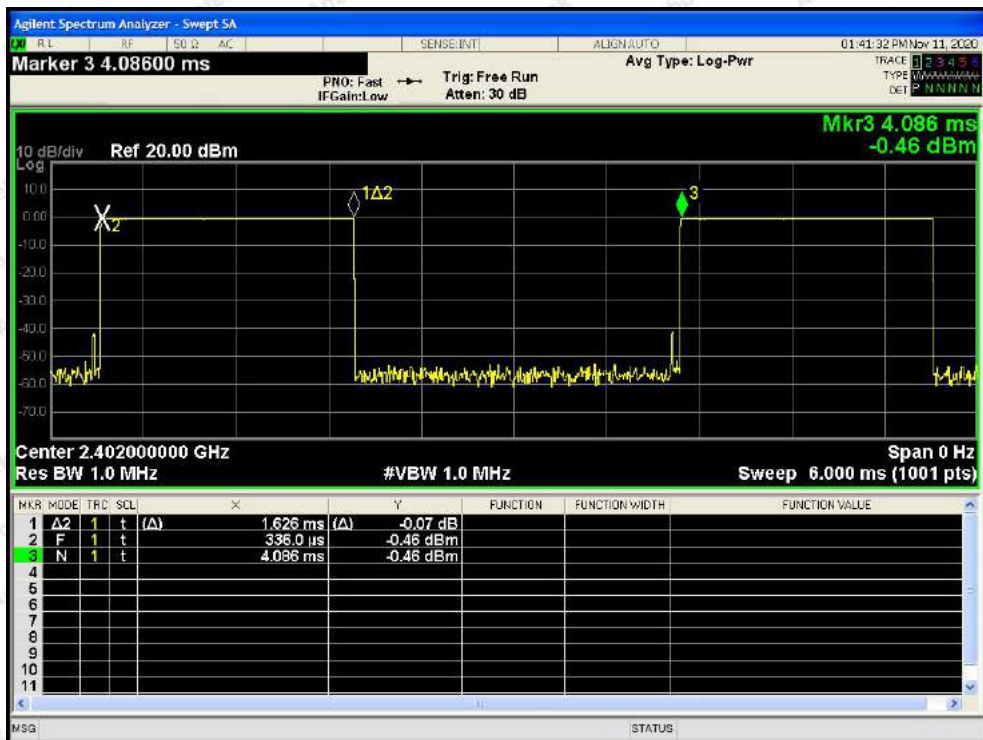 Agilent Spectrum Analyzer - Swept SA
LXI RL RF 50 Ω AC SENSE:INT ALIGNAUTO 01:41:32 PM Nov 11, 2020
Marker 3 4.08600 ms
PNO: Fast
IFGain:Low
Trig: Free Run
Atten: 30 dB
Avg Type: Log-Pwr
TRACE 1 2 3 4 5 6
TYPE
DET P N N N N N
Mkr3 4.086 ms
-0.46 dBm
10 dB/div Ref 20.00 dBm
Log
10.0
0.00
-10.0
-20.0
-30.0
-40.0
-50.0
-60.0
-70.0
2
1Δ2
3
Center 2.402000000 GHz Span 0 Hz
Res BW 1.0 MHz #VBW 1.0 MHz Sweep 6.000 ms (1001 pts)
MKR MODE TRC SCL X Y FUNCTION FUNCTION WIDTH FUNCTION VALUE
1 Δ2 1 t (Δ) 1.626 ms (Δ) -0.07 dB
2 F 1 t 336.0 µs -0.46 dBm
3 N 1 t 4.086 ms -0.46 dBm
4
5
6
7
8
9
10
11
MSG STATUS